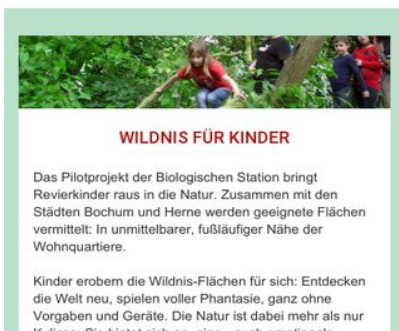 WILDNIS FÜR KINDER
Das Pilotprojekt der Biologischen Station bringt
Revierkinder raus in die Natur. Zusammen mit den
Städten Bochum und Herne werden geeignete Flächen
vermittelt: In unmittelbarer, fußläufiger Nähe der
Wohnquartiere.
Kinder erobern die Wildnis-Flächen für sich: Entdecken
die Welt neu, spielen voller Phantasie, ganz ohne
Vorgaben und Geräte. Die Natur ist dabei mehr als nur